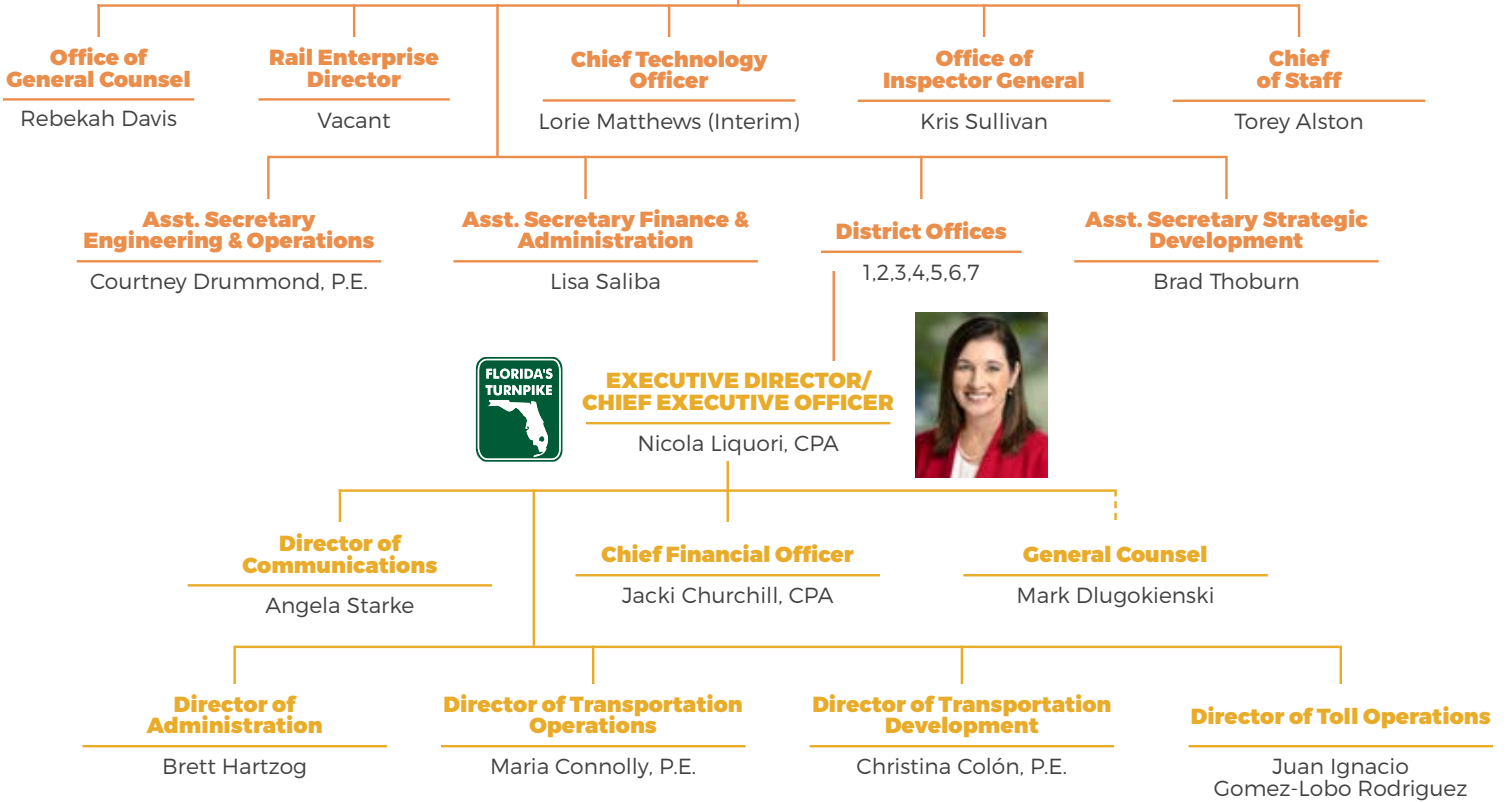 Office of
General Counsel
Rebekah Davis
Rail Enterprise
Director
Vacant
Chief Technology
Officer
Lorie Matthews (Interim)
Office of
Inspector General
Kris Sullivan
Chief
of Staff
Torey Alston
Asst. Secretary
Engineering & Operations
Courtney Drummond, P.E.
Asst. Secretary Finance &
Administration
Lisa Saliba
District Offices
1,2,3,4,5,6,7
Asst. Secretary Strategic
Development
Brad Thoburn
FLORIDA'S
TURNPIKE
EXECUTIVE DIRECTOR/
CHIEF EXECUTIVE OFFICER
Nicola Liquori, CPA
Director of
Communications
Angela Starke
Chief Financial Officer
Jacki Churchill, CPA
General Counsel
Mark Dlugokienski
Director of
Administration
Brett Hartzog
Director of Transportation
Operations
Maria Connolly, P.E.
Director of Transportation
Development
Christina Colón, P.E.
Director of Toll Operations
Juan Ignacio
Gomez-Lobo Rodriguez